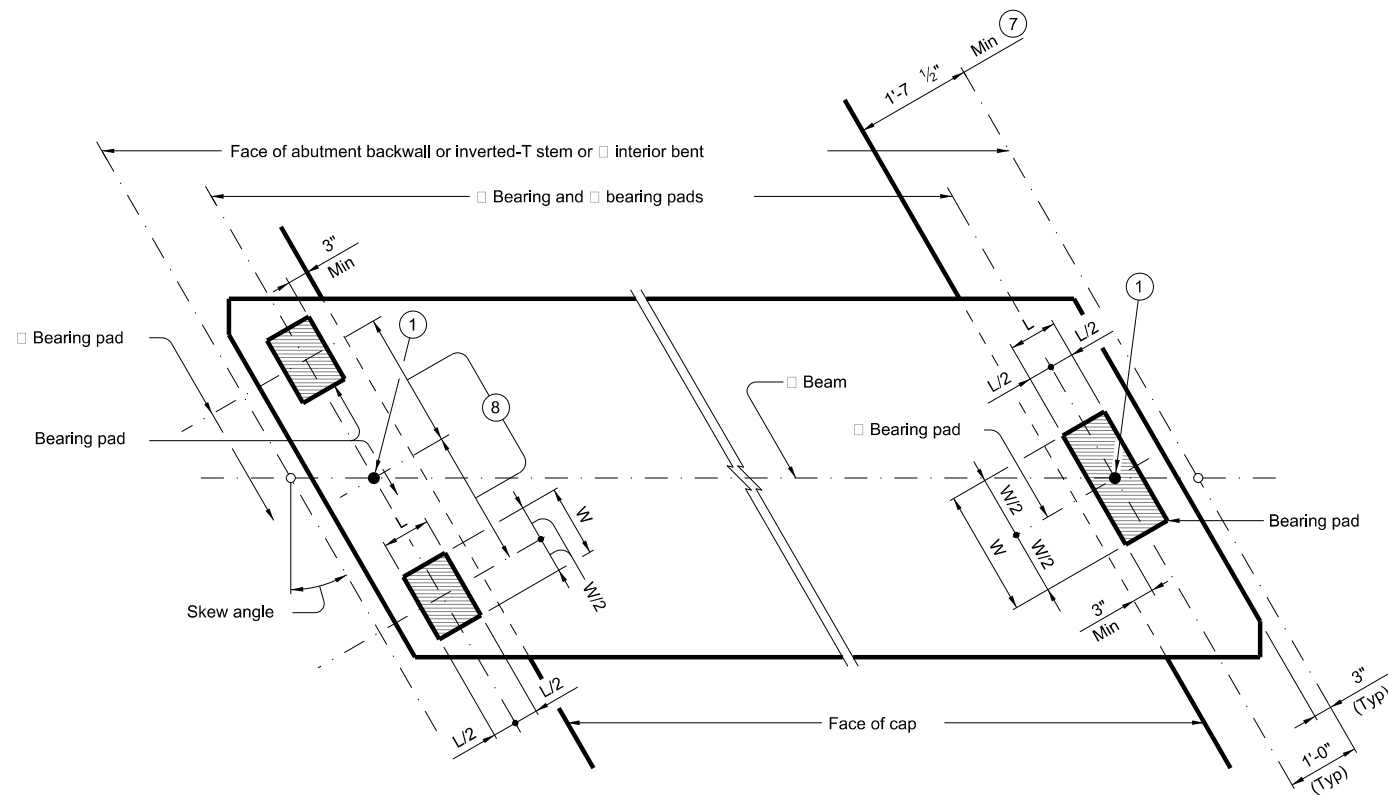 Min 7
1'-7 ½"
Face of abutment backwall or inverted-T stem or □ interior bent
□ Bearing and □ bearing pads
3"
Min
1
1
□ Bearing pad
L
L/2
L/2
8
□ Beam
Bearing pad
□ Bearing pad
W/2
W
W/2
W
W/2
L
Bearing pad
Skew angle
3"
Min
L/2
L/2
Face of cap
3"
(Typ)
1'-0"
(Typ)